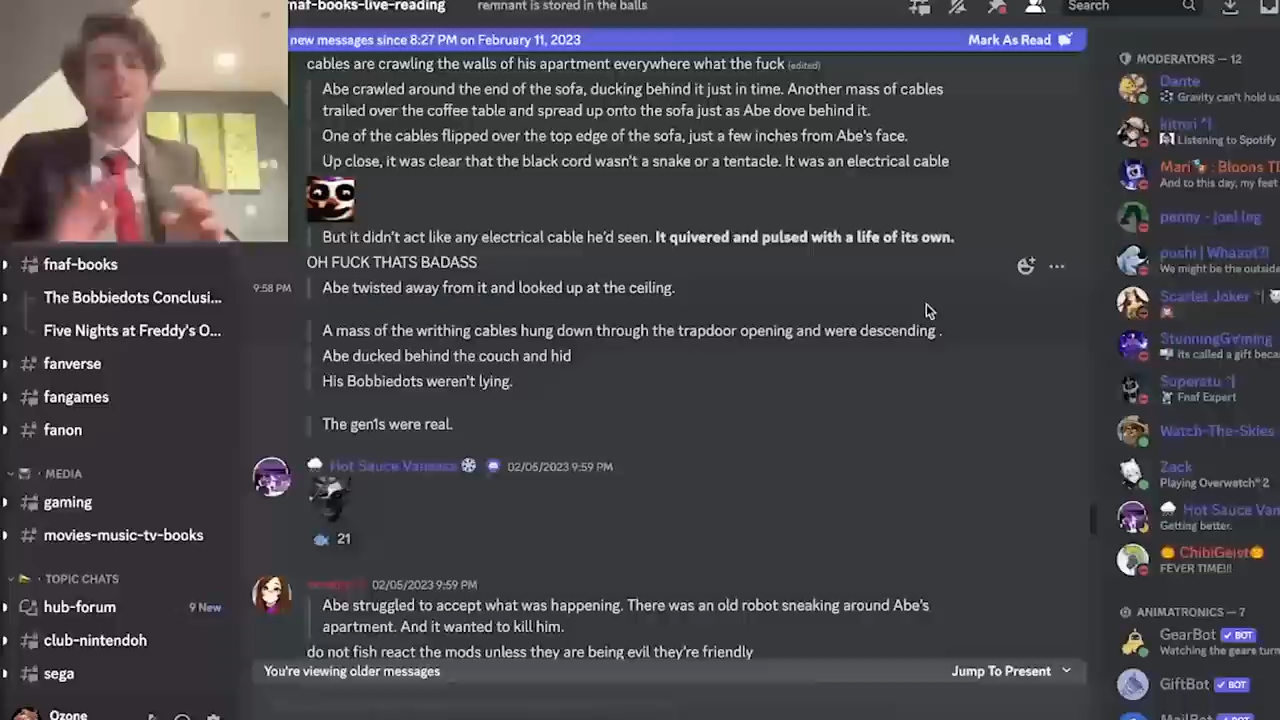 fnaf-books-live-reading
remnant is stored in the balls
Search
new messages since 8:27 PM on February 11, 2023
Mark As Read
cables are crawling the walls of his apartment everywhere what the fuck (edited)
Abe crawled around the end of the sofa, ducking behind it just in time. Another mass of cables
trailed over the coffee table and spread up onto the sofa just as Abe dove behind it.
One of the cables flipped over the top edge of the sofa, just a few inches from Abe's face.
Up close, it was clear that the black cord wasn't a snake or a tentacle. It was an electrical cable
But it didn't act like any electrical cable he'd seen. It quivered and pulsed with a life of its own.
OH FUCK THATS BADASS
9:58 PM
Abe twisted away from it and looked up at the ceiling.
A mass of the writhing cables hung down through the trapdoor opening and were descending .
Abe ducked behind the couch and hid
His Bobbiedots weren't lying.
The gen1s were real.
Hot Sauce Vanessa
02/05/2023 9:59 PM
21
02/05/2023 9:59 PM
Abe struggled to accept what was happening. There was an old robot sneaking around Abe's
apartment. And it wanted to kill him.
do not fish react the mods unless they are being evil they're friendly
You're viewing older messages
Jump To Present
fnaf-books
The Bobbiedots Conclusi...
Five Nights at Freddy's O...
fanverse
fangames
fanon
MEDIA
gaming
movies-music-tv-books
TOPIC CHATS
hub-forum
9 New
club-nintendoh
sega
Ozone
MODERATORS — 12
Dante
Gravity can't hold us
kitrei ^|
Listening to Spotify
Mari : Bloons TD
And to this day, my feet
penny - joel leg
pushi | Whaaat?!
We might be the outside
Scarlet Joker ^|
StunningGVming
its called a gift beca
Superstu ^|
Fnaf Expert
Watch-The-Skies
Zack
Playing Overwatch® 2
Hot Sauce Van
Getting better.
ChibiGeist
FEVER TIME!!!
ANIMATRONICS — 7
GearBot
BOT
Watching the gears turn
GiftBot
BOT
MailBot